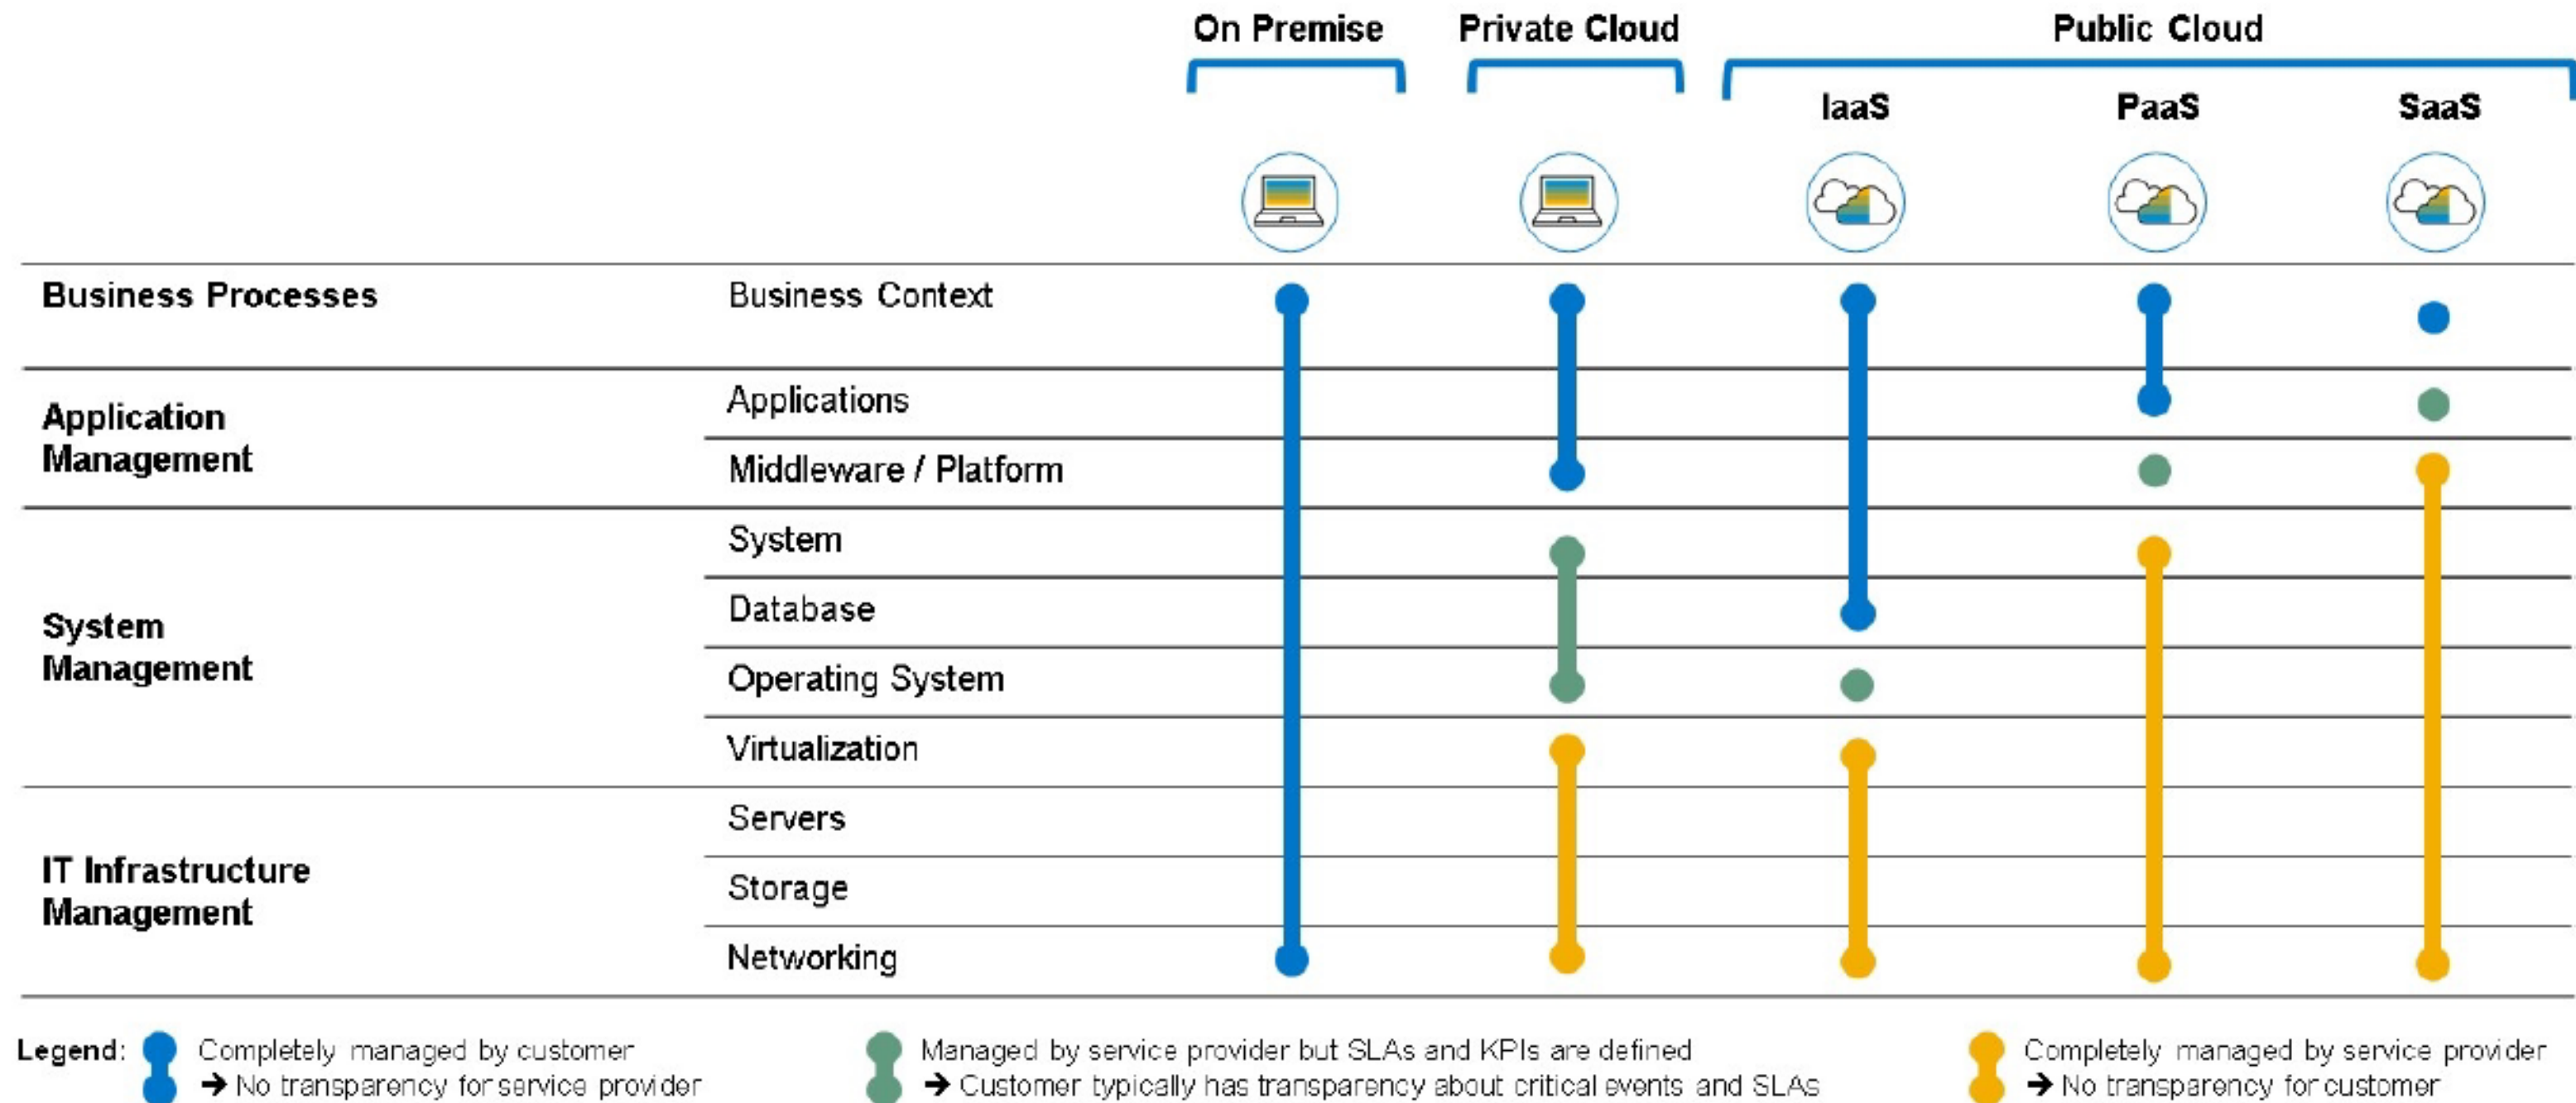 On Premise
Private Cloud
Public Cloud
IaaS
PaaS
SaaS
Business Processes
Business Context
Application
Management
Applications
Middleware / Platform
System
Management
System
Database
Operating System
Virtualization
IT Infrastructure
Management
Servers
Storage
Networking
Legend:
Completely managed by customer
→ No transparency for service provider
Managed by service provider but SLAs and KPIs are defined
→ Customer typically has transparency about critical events and SLAs
Completely managed by service provider
→ No transparency for customer